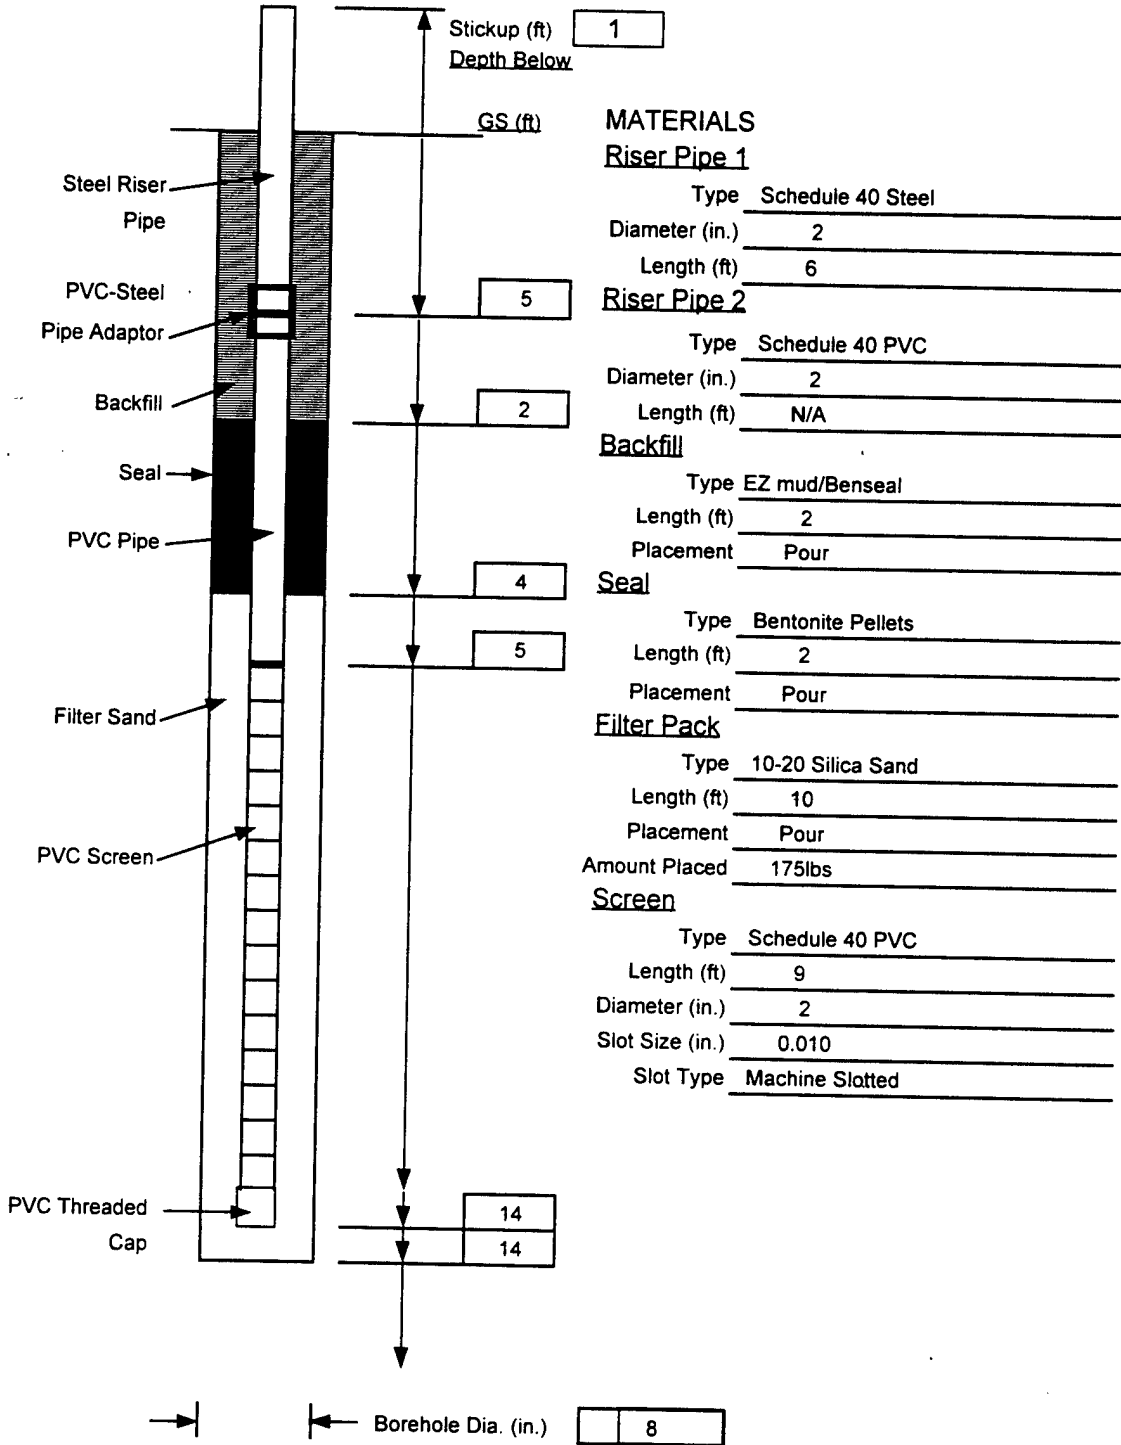 Stickup (ft) 1
Depth Below
GS (ft)
Steel Riser
Pipe
PVC-Steel
Pipe Adaptor
5
Backfill
2
Seal
PVC Pipe
4
5
Filter Sand
PVC Screen
PVC Threaded
Cap
14
14
Borehole Dia. (in.) 8
MATERIALS
Riser Pipe 1
Type Schedule 40 Steel
Diameter (in.) 2
Length (ft) 6
Riser Pipe 2
Type Schedule 40 PVC
Diameter (in.) 2
Length (ft) N/A
Backfill
Type EZ mud/Benseal
Length (ft) 2
Placement Pour
Seal
Type Bentonite Pellets
Length (ft) 2
Placement Pour
Filter Pack
Type 10-20 Silica Sand
Length (ft) 10
Placement Pour
Amount Placed 175lbs
Screen
Type Schedule 40 PVC
Length (ft) 9
Diameter (in.) 2
Slot Size (in.) 0.010
Slot Type Machine Slotted